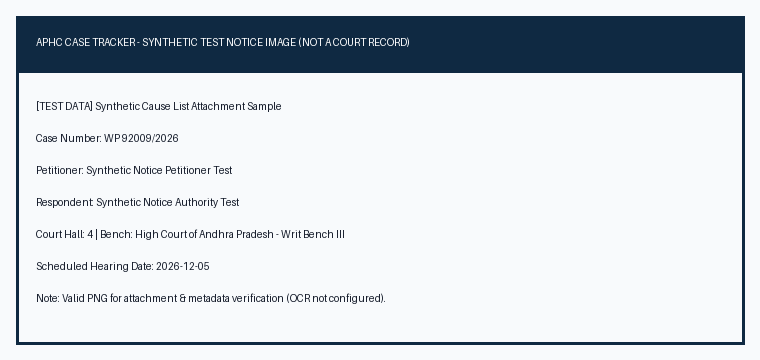 APHC CASE TRACKER - SYNTHETIC TEST NOTICE IMAGE (NOT A COURT RECORD)
[TEST DATA] Synthetic Cause List Attachment Sample
Case Number: WP 92009/2026
Petitioner: Synthetic Notice Petitioner Test
Respondent: Synthetic Notice Authority Test
Court Hall: 4 | Bench: High Court of Andhra Pradesh - Writ Bench III
Scheduled Hearing Date: 2026-12-05
Note: Valid PNG for attachment & metadata verification (OCR not configured).